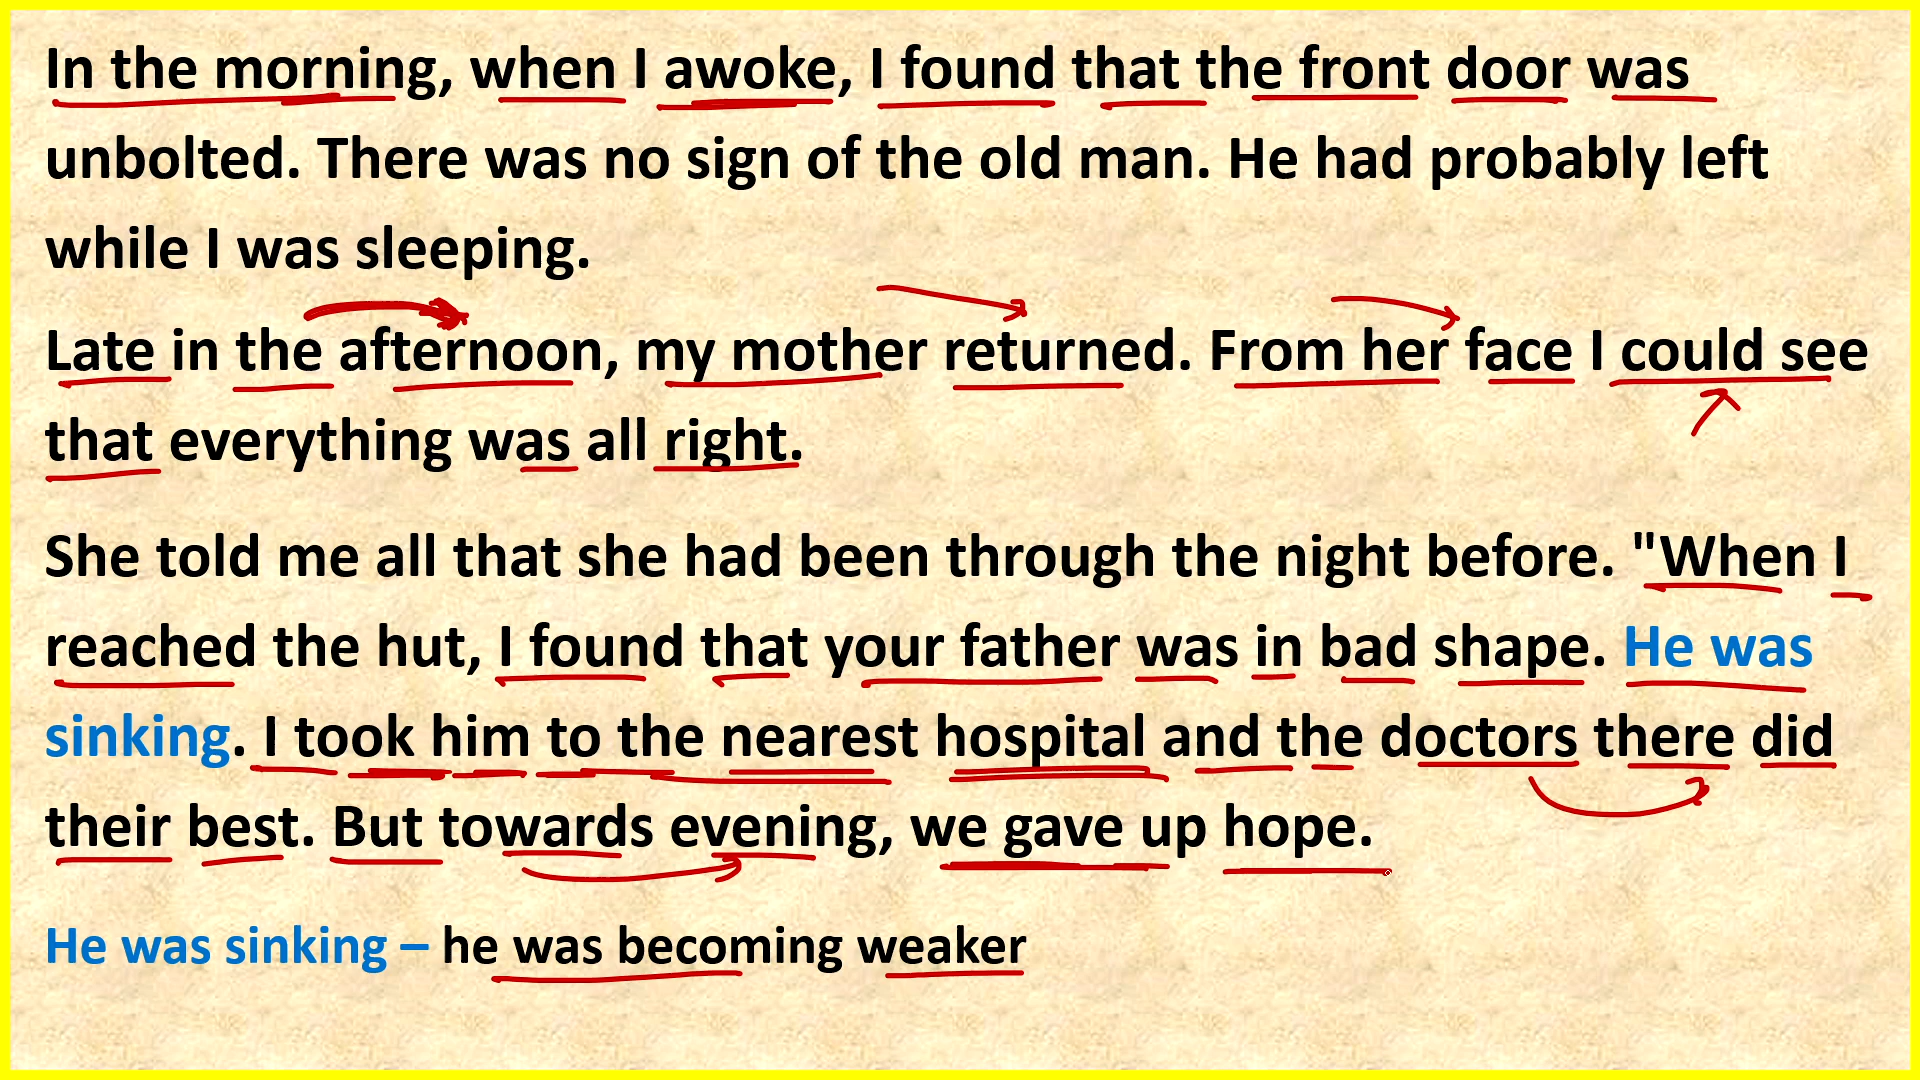 In the morning, when I awoke, I found that the front door was
unbolted. There was no sign of the old man. He had probably left
while I was sleeping.
Late in the afternoon, my mother returned. From her face I could see
that everything was all right.
She told me all that she had been through the night before. "When I
reached the hut, I found that your father was in bad shape. He was
sinking. I took him to the nearest hospital and the doctors there did
their best. But towards evening, we gave up hope.
He was sinking – he was becoming weaker